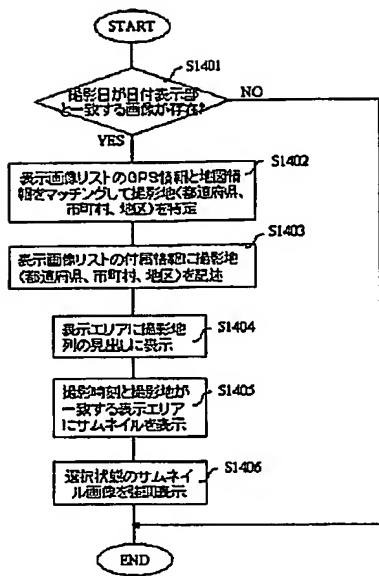 START
S1401
撮影日が日付表示部
と一致する画像が存在?
NO
YES
S1402
表示画像リストのGPS情報と地図情
報をマッチングして撮影地(都道府県、
市町村、地区)を特定
S1403
表示画像リストの付属情報に撮影地
(都道府県、市町村、地区)を記述
S1404
表示エリアに撮影地
列の見出しに表示
S1405
撮影時刻と撮影地が
一致する表示エリア
にサムネイルを表示
S1406
選択状態のサムネイ
ル画像を強調表示
END